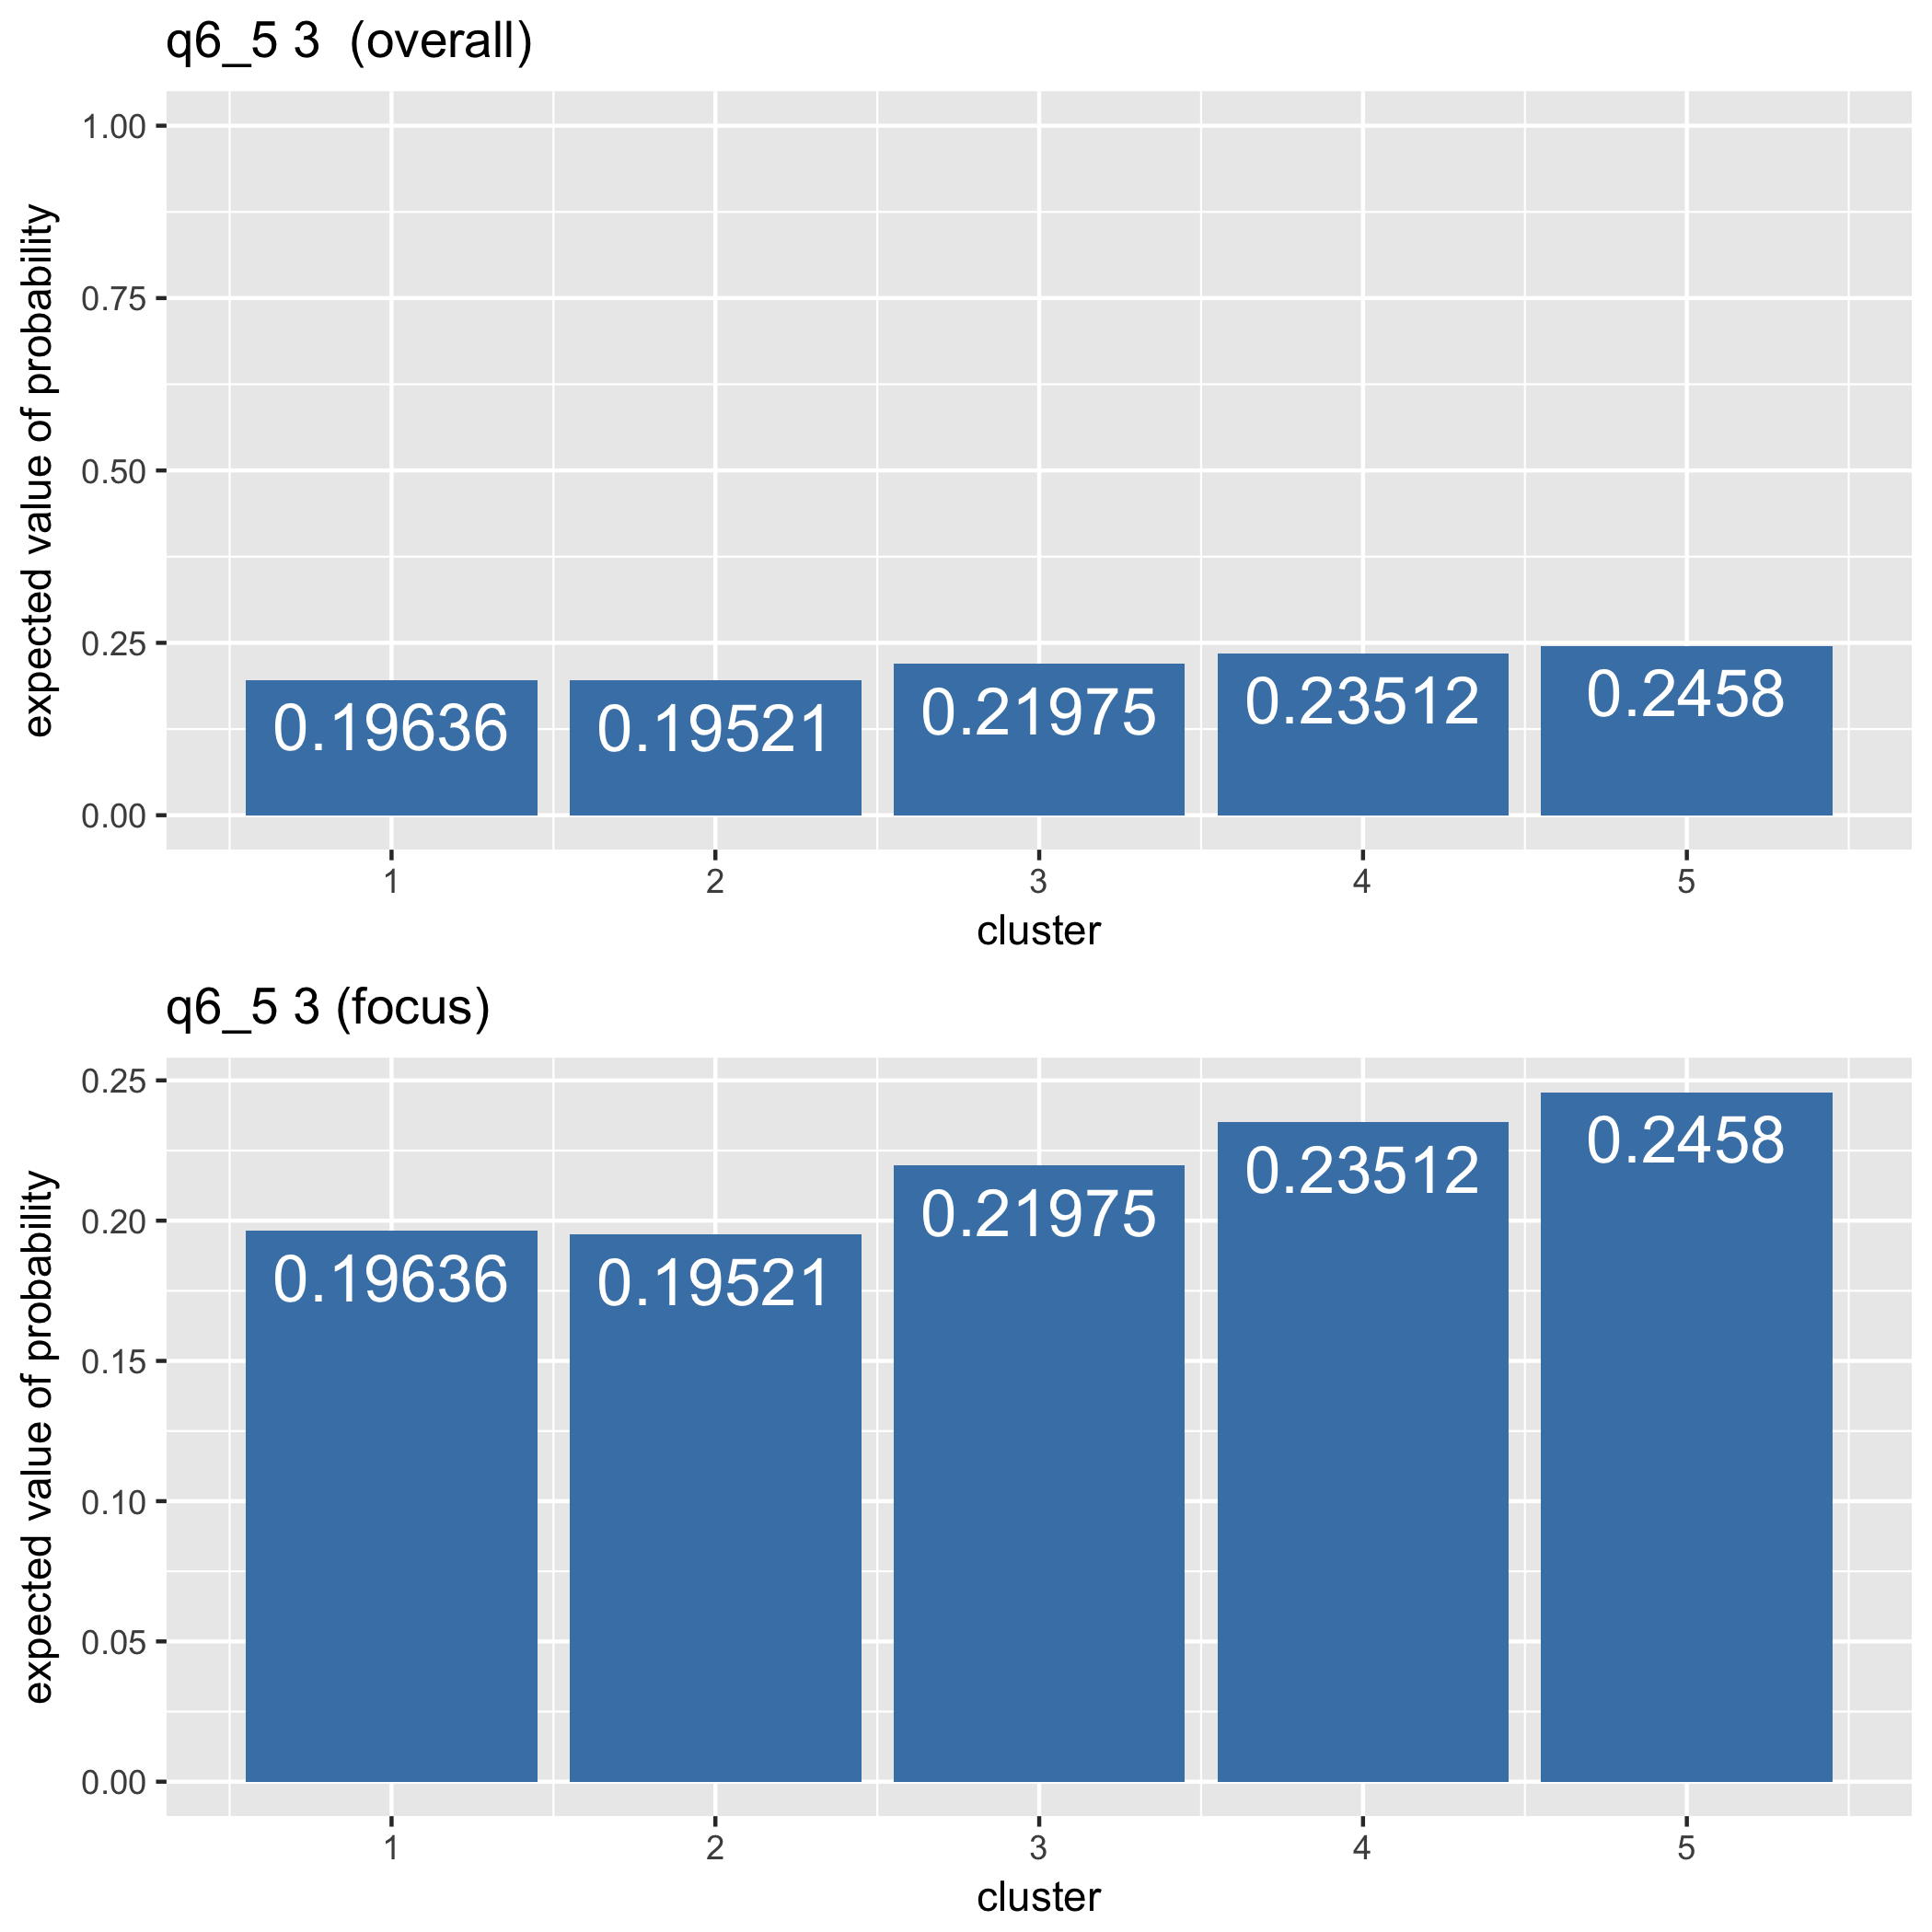 q6_5 3  (overall)
expected value of probability
1.00
0.75
0.50
0.25
0.00
0.19636
0.19521
0.21975
0.23512
0.2458
1 2 3 4 5
cluster
q6_5 3 (focus)
expected value of probability
0.25
0.20
0.15
0.10
0.05
0.00
0.19636
0.19521
0.21975
0.23512
0.2458
1 2 3 4 5
cluster